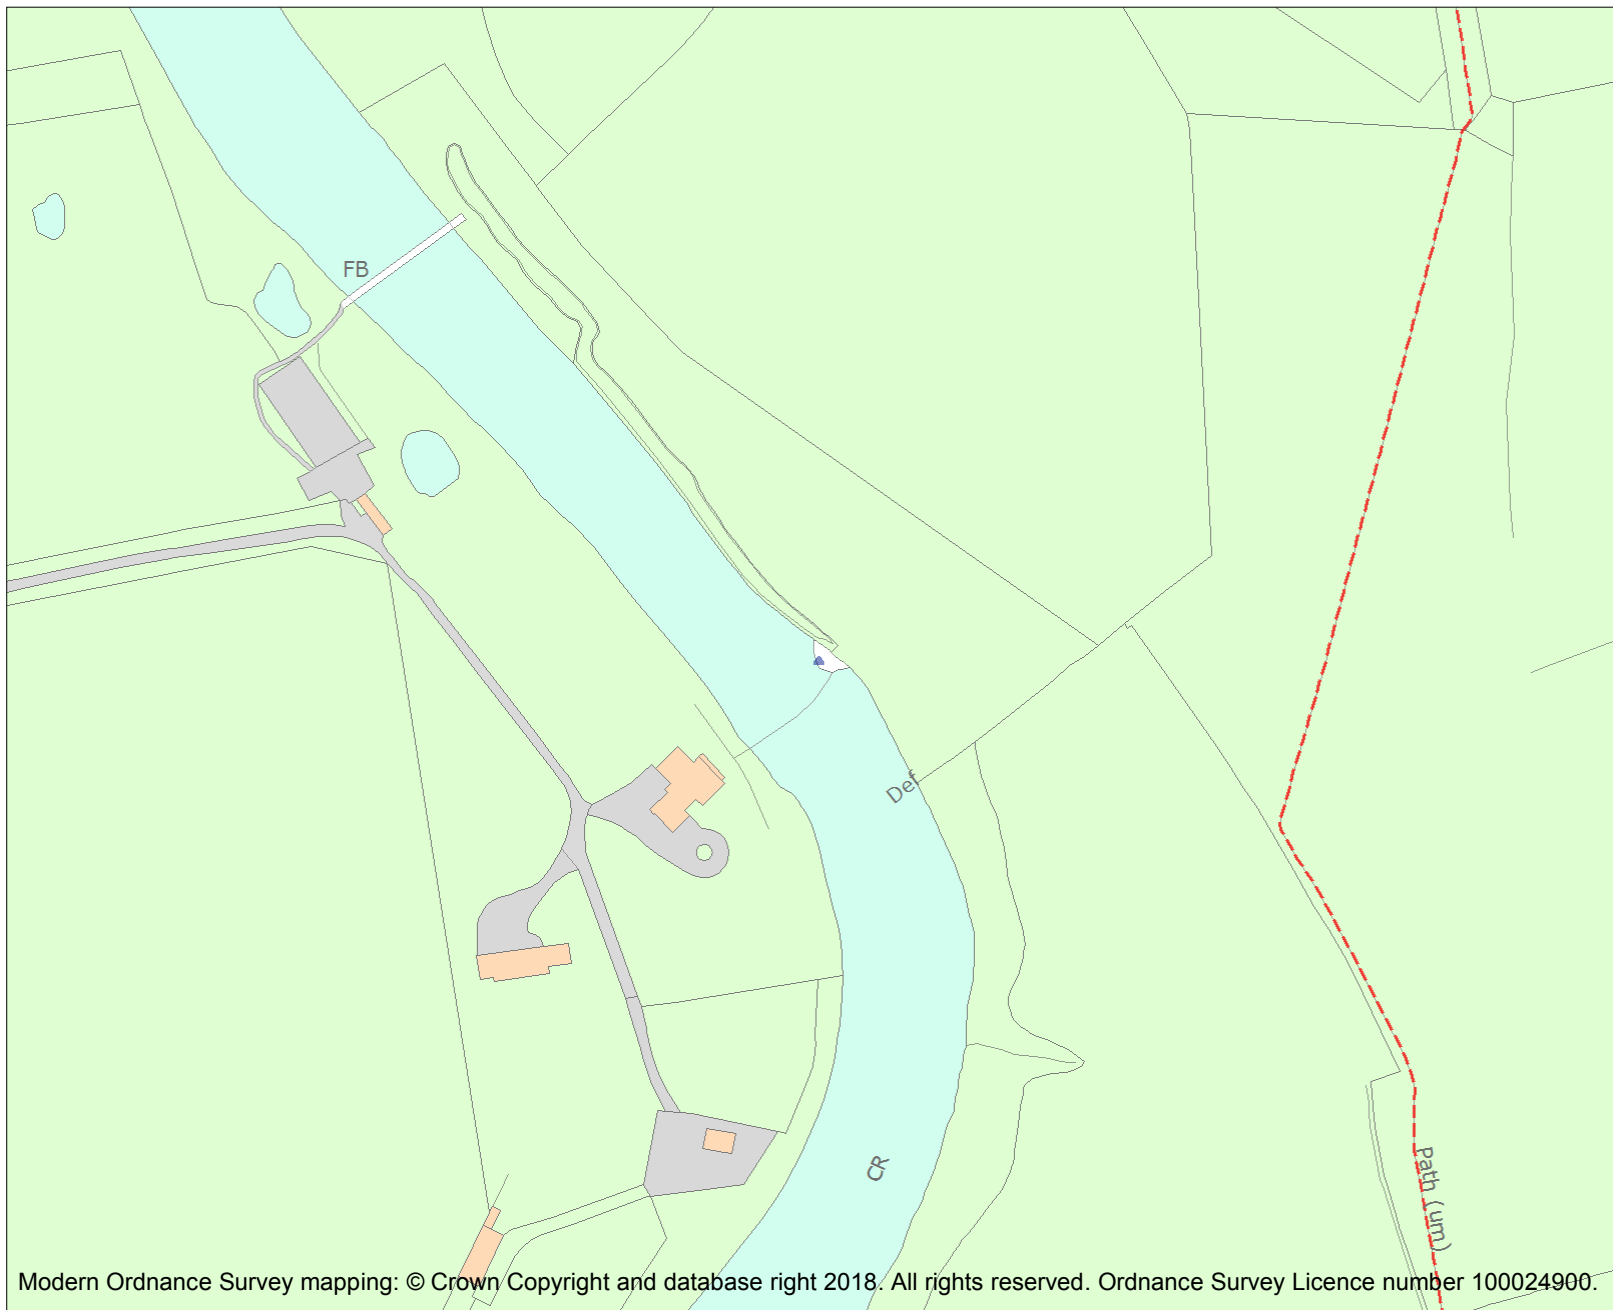 FB
Def
CR
Path (um)
Modern Ordnance Survey mapping: © Crown Copyright and database right 2018. All rights reserved. Ordnance Survey Licence number 100024900.